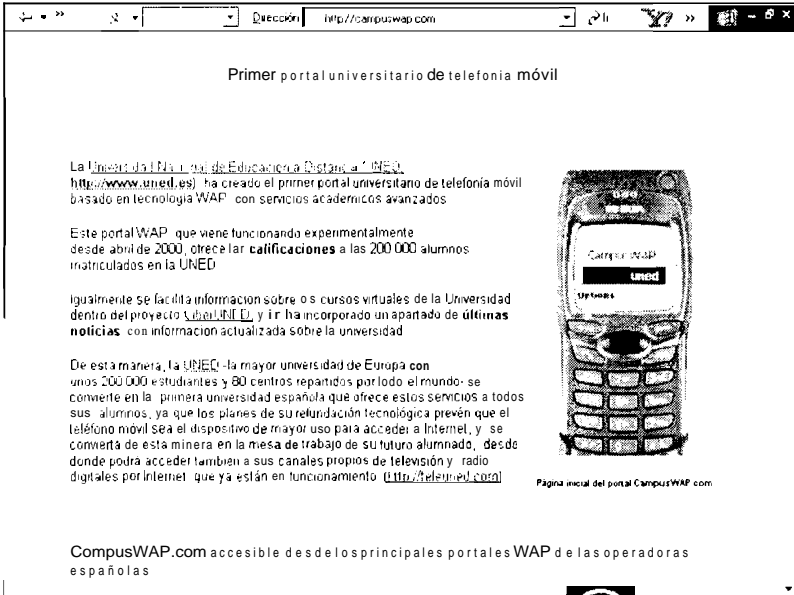 Dirección http://campuswap.com
Primer portal universitario de telefonia móvil
La Universidad Nacional de Educación a Distancia (UNED,
http://www.uned.es) ha creado el primer portal universitario de telefonía móvil
basado en tecnología WAP con servicios academicos avanzados
Este portal WAP que viene funcionando experimentalmente
desde abril de 2000, ofrece las calificaciones a las 200 000 alumnos
matriculados en la UNED
Igualmente se facilita informacion sobre os cursos virtuales de la Universidad
dentro del proyecto CiberUNED, y ha incorporado un apartado de últimas
noticias con informacion actualizada sobre la universidad
De esta manera, la UNED -la mayor universidad de Europa con
unos 200 000 estudiantes y 80 centros repartidos por todo el mundo- se
convierte en la primera universidad española que ofrece estos servicios a todos
sus alumnos, ya que los planes de su refundación tecnológica prevén que el
teléfono móvil sea el dispositivo de mayor uso para acceder a Internet, y se
convierta de esta minera en la mesa de trabajo de su futuro alumnado, desde
donde podrá acceder tambien a sus canales propios de televisión y radio
digitales por Internet que ya están en funcionamiento (http://teleuned.com)
Campus WAP
uned
Options
Página inicial del portal CampusWAP com
CompusWAP.com accesible desde los principales portales WAP de las operadoras
españolas